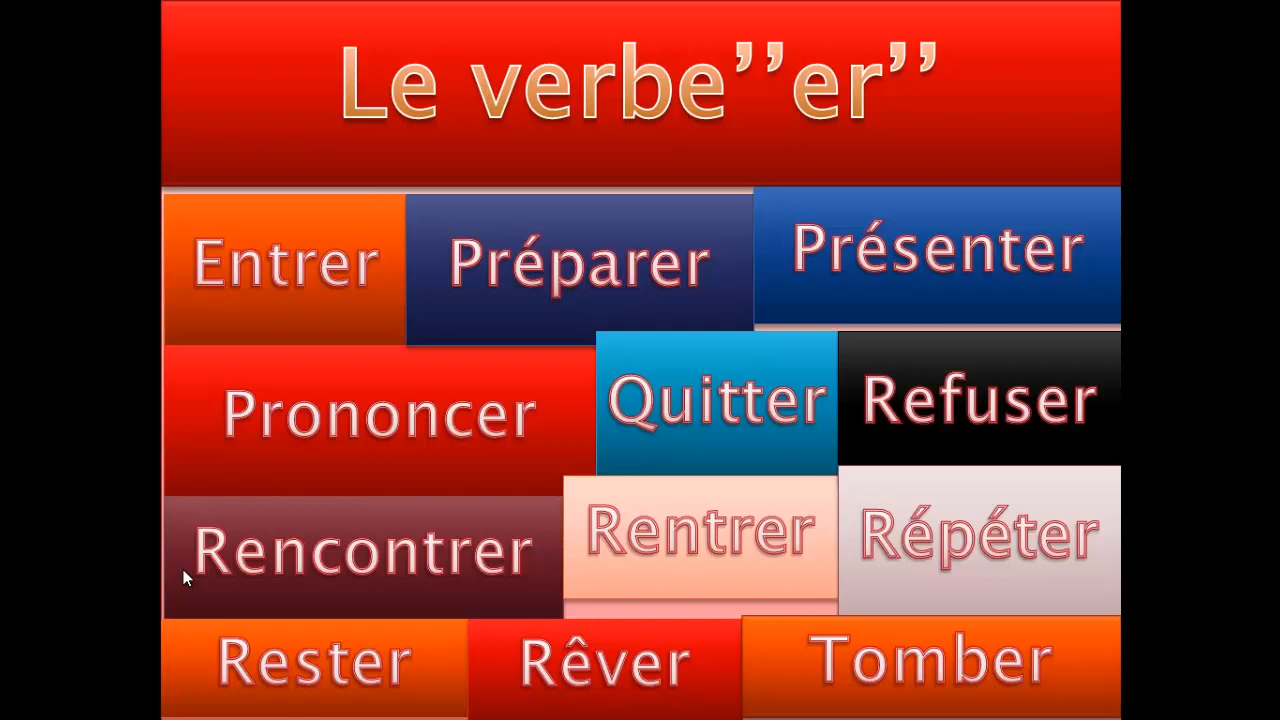 Le verbe’’er’’
Entrer
Préparer
Présenter
Prononcer
Quitter
Refuser
Rencontrer
Rentrer
Répéter
Rester
Rêver
Tomber